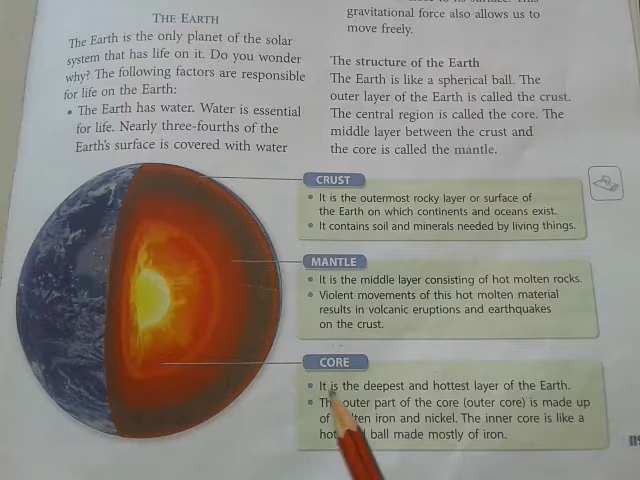 THE EARTH
The Earth is the only planet of the solar
system that has life on it. Do you wonder
why? The following factors are responsible
for life on the Earth:
• The Earth has water. Water is essential
for life. Nearly three-fourths of the
Earth's surface is covered with water
gravitational force also allows us to
move freely.
The structure of the Earth
The Earth is like a spherical ball. The
outer layer of the Earth is called the crust.
The central region is called the core. The
middle layer between the crust and
the core is called the mantle.
CRUST
• It is the outermost rocky layer or surface of
the Earth on which continents and oceans exist.
• It contains soil and minerals needed by living things.
MANTLE
• It is the middle layer consisting of hot molten rocks.
• Violent movements of this hot molten material
results in volcanic eruptions and earthquakes
on the crust.
CORE
• It is the deepest and hottest layer of the Earth.
• The outer part of the core (outer core) is made up
of molten iron and nickel. The inner core is like a
hot ball made mostly of iron.